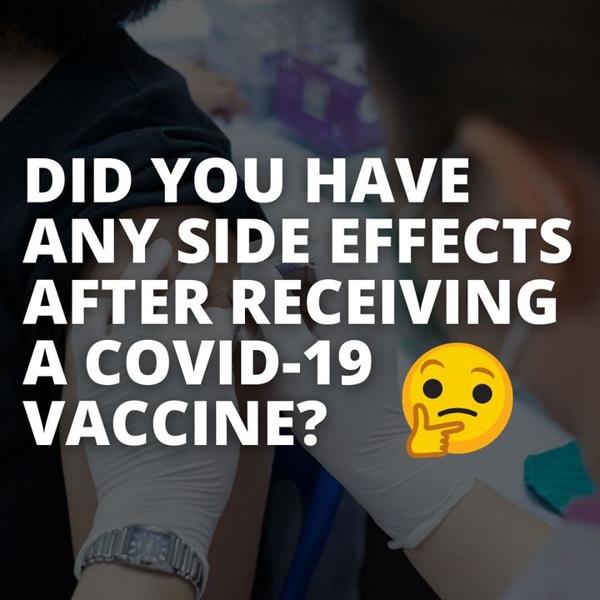 DID YOU HAVE
ANY SIDE EFFECTS
AFTER RECEIVING
A COVID-19
VACCINE?